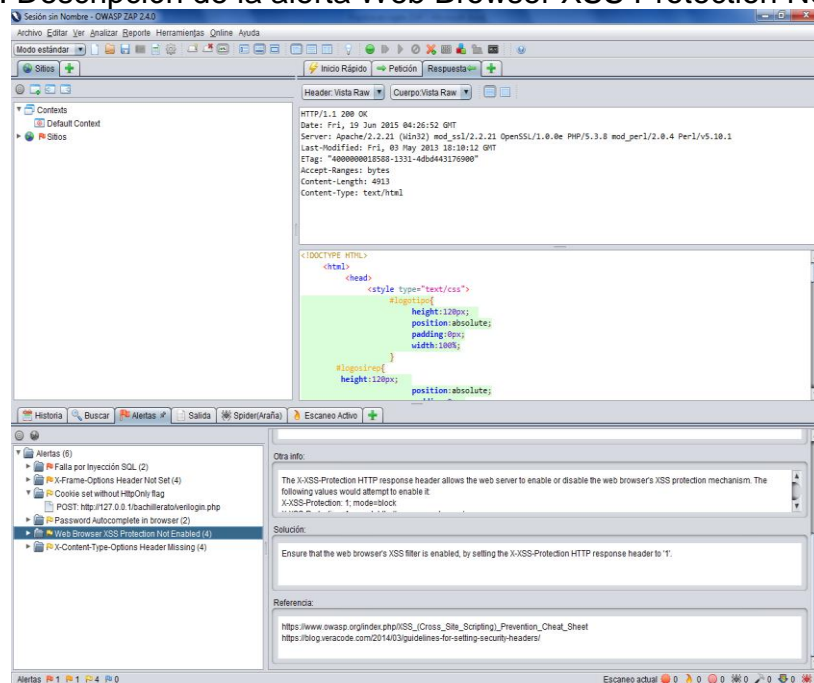 Descripción de la alerta Web Browser XSS Protection No
Sesión sin Nombre - OWASP ZAP 2.4.0
Archivo Editar Ver Analizar Reporte Herramientas Online Ayuda
Modo estándar
Sitios
Inicio Rápido Petición Respuesta
Header: Vista Raw Cuerpo:Vista Raw
Contexts
Default Context
Sitios
HTTP/1.1 200 OK
Date: Fri, 19 Jun 2015 04:26:52 GMT
Server: Apache/2.2.21 (Win32) mod_ssl/2.2.21 OpenSSL/1.0.0e PHP/5.3.8 mod_perl/2.0.4 Perl/v5.10.1
Last-Modified: Fri, 03 May 2013 18:10:12 GMT
ETag: "4000000018588-1331-4dbd443176900"
Accept-Ranges: bytes
Content-Length: 4913
Content-Type: text/html
<!DOCTYPE HTML>
<html>
<head>
<style type="text/css">
#logotipo{
height:120px;
position:absolute;
padding:0px;
width:100%;
}
#logosirep{
height:120px;
position:absolute;
Historia Buscar Alertas Salida Spider(Araña) Escaneo Activo
Alertas (6)
Falla por Inyección SQL (2)
X-Frame-Options Header Not Set (4)
Cookie set without HttpOnly flag
POST: http://127.0.0.1/bachillerato/verilogin.php
Password Autocomplete in browser (2)
Web Browser XSS Protection Not Enabled (4)
X-Content-Type-Options Header Missing (4)
Otra info:
The X-XSS-Protection HTTP response header allows the web server to enable or disable the web browser's XSS protection mechanism. The
following values would attempt to enable it:
X-XSS-Protection: 1; mode=block
Solución:
Ensure that the web browser's XSS filter is enabled, by setting the X-XSS-Protection HTTP response header to '1'.
Referencia:
https://www.owasp.org/index.php/XSS_(Cross_Site_Scripting)_Prevention_Cheat_Sheet
https://blog.veracode.com/2014/03/guidelines-for-setting-security-headers/
Alertas 1 1 4 0 Escaneo actual 0 0 0 0 0 0